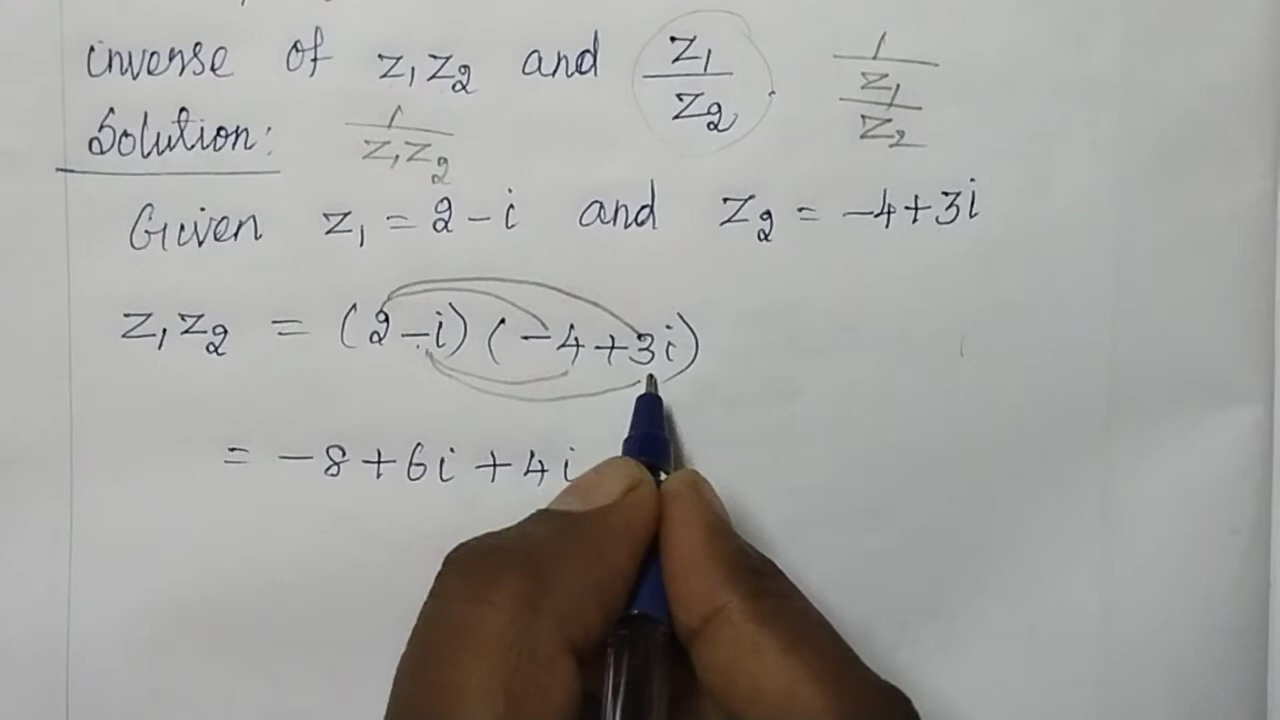 inverse of z₁z₂ and z₁/z₂. 1/(z₁/z₂)
Solution: 1/(z₁z₂)
Given z₁ = 2 - i and z₂ = -4+3i
z₁z₂ = (2-i)(-4+3i)
= -8+6i+4i